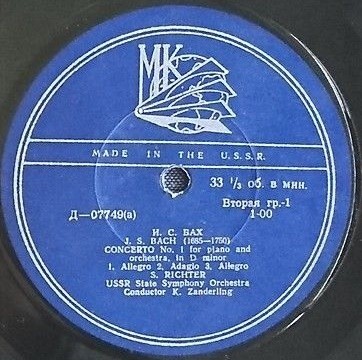 МК
MADE IN THE U.S.S.R.
33 1/3 об. в мин.
Вторая гр.-1
Д—07749(а) 1-00
И. С. БАХ
J. S. BACH (1685—1750)
CONCERTO No. 1 for piano and
orchestra, in D minor
1. Allegro 2. Adagio 3. Allegro
S. RICHTER
USSR State Symphony Orchestra
Conductor K. Zanderling